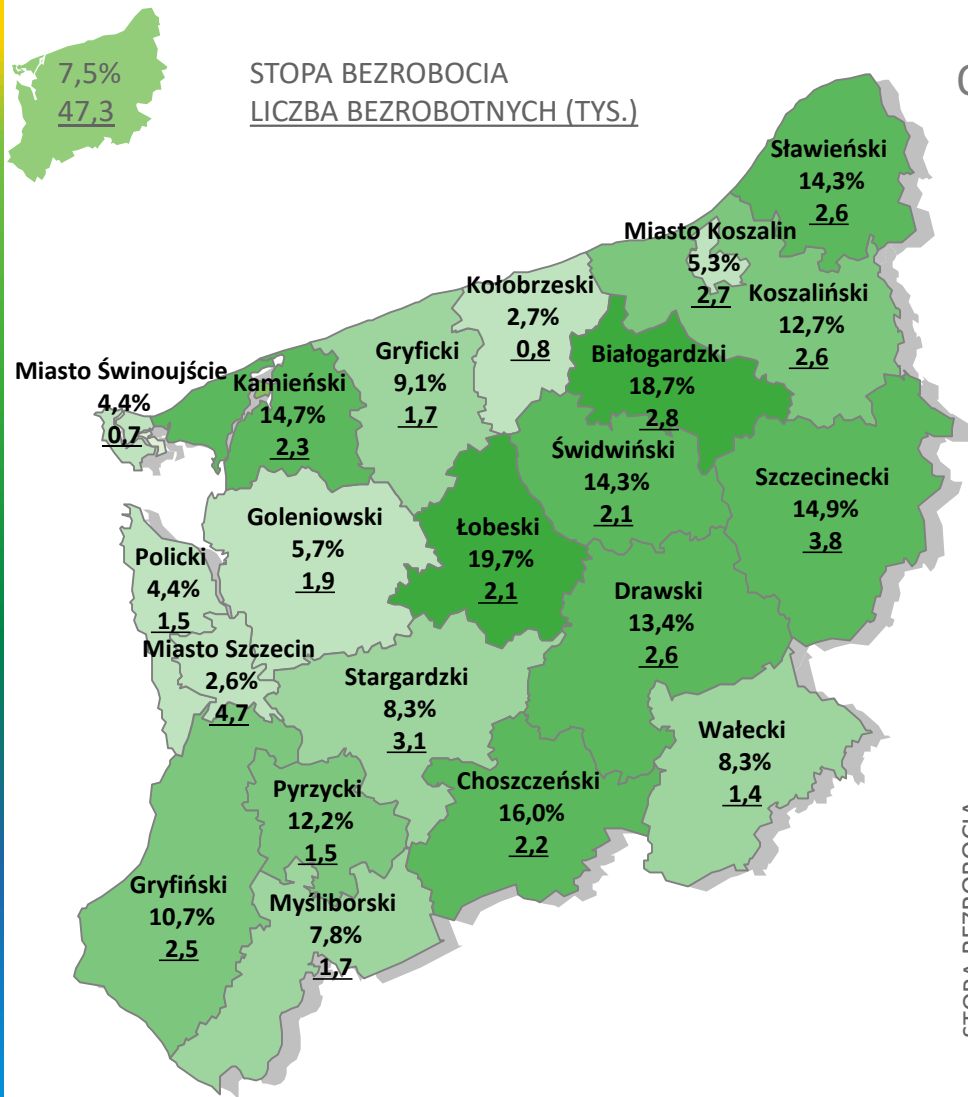 7,5%
47,3
STOPA BEZROBOCIA
LICZBA BEZROBOTNYCH (TYS.)
Sławieński
14,3%
2,6
Miasto Koszalin
5,3%
2,7
Koszaliński
12,7%
2,6
Kołobrzeski
2,7%
0,8
Białogardzki
18,7%
2,8
Gryficki
9,1%
1,7
Miasto Świnoujście
4,4%
0,7
Kamieński
14,7%
2,3
Świdwiński
14,3%
2,1
Szczecinecki
14,9%
3,8
Goleniowski
5,7%
1,9
Łobeski
19,7%
2,1
Policki
4,4%
1,5
Drawski
13,4%
2,6
Miasto Szczecin
2,6%
4,7
Stargardzki
8,3%
3,1
Wałecki
8,3%
1,4
Choszczeński
16,0%
2,2
Pyrzycki
12,2%
1,5
Gryfiński
10,7%
2,5
Myśliborski
7,8%
1,7
STOPA BEZROBOCIA